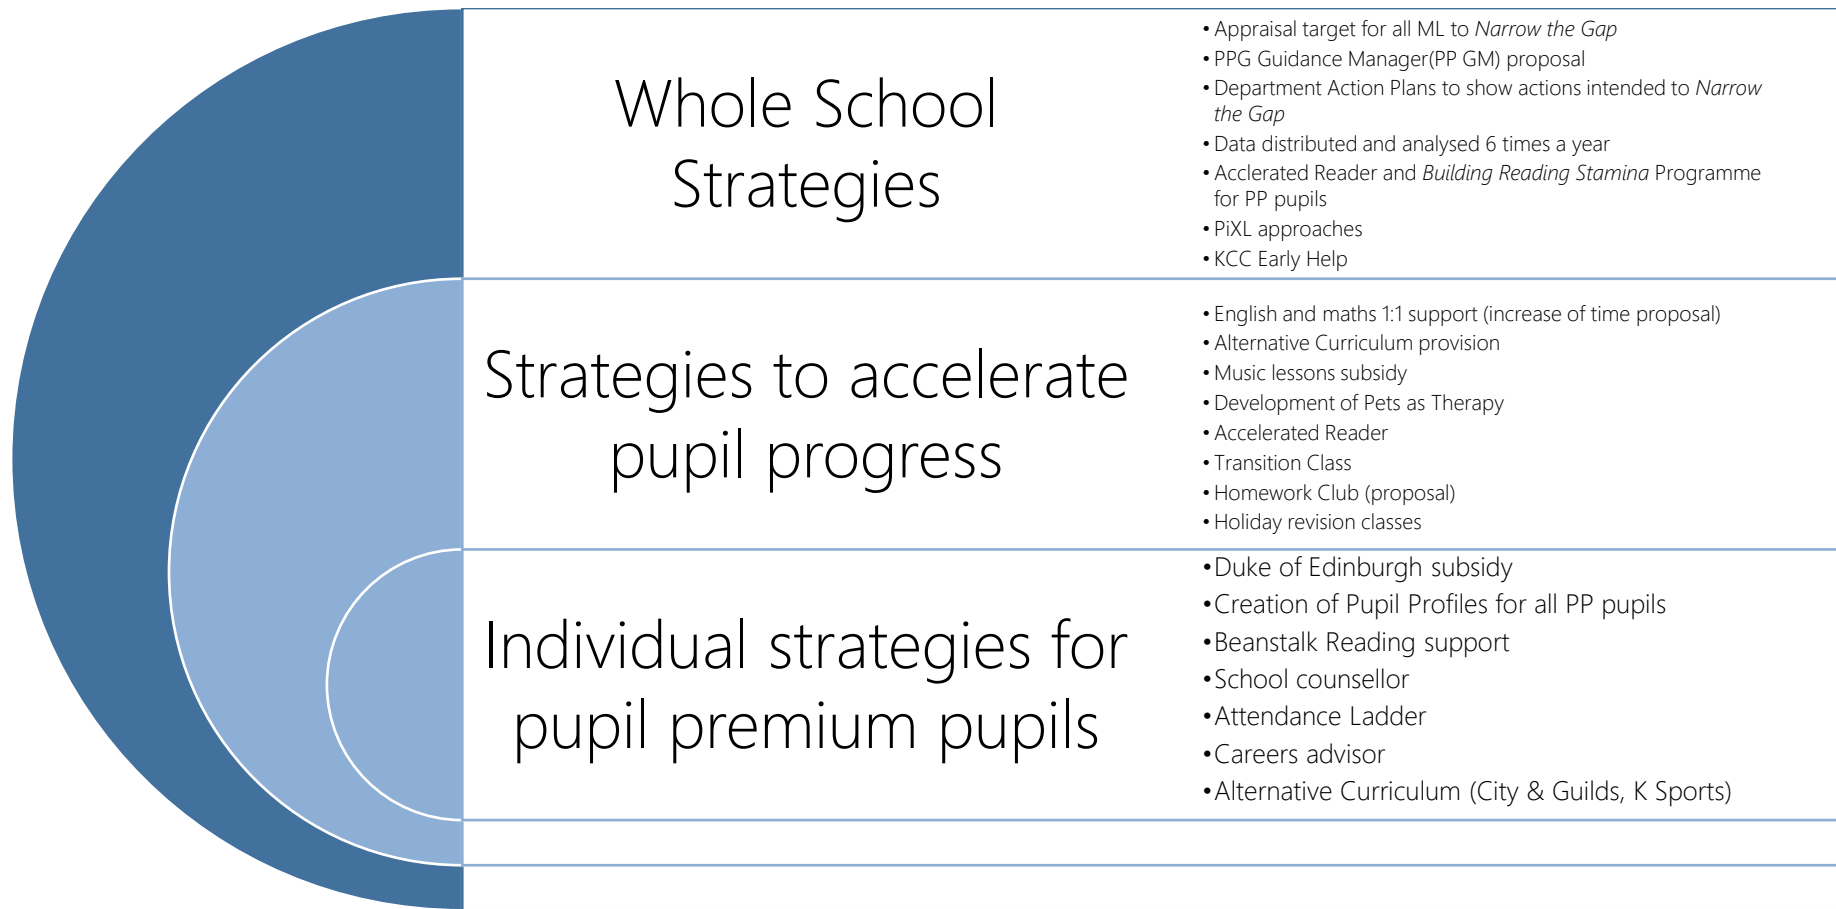 Whole School
Strategies
• Appraisal target for all ML to Narrow the Gap
• PPG Guidance Manager(PP GM) proposal
• Department Action Plans to show actions intended to Narrow
the Gap
• Data distributed and analysed 6 times a year
• Acclerated Reader and Building Reading Stamina Programme
for PP pupils
• PiXL approaches
• KCC Early Help
Strategies to accelerate
pupil progress
• English and maths 1:1 support (increase of time proposal)
• Alternative Curriculum provision
• Music lessons subsidy
• Development of Pets as Therapy
• Accelerated Reader
• Transition Class
• Homework Club (proposal)
• Holiday revision classes
Individual strategies for
pupil premium pupils
•Duke of Edinburgh subsidy
•Creation of Pupil Profiles for all PP pupils
•Beanstalk Reading support
•School counsellor
•Attendance Ladder
•Careers advisor
•Alternative Curriculum (City & Guilds, K Sports)